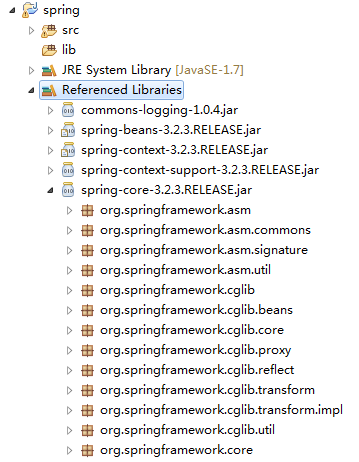 spring
src
lib
JRE System Library [JavaSE-1.7]
Referenced Libraries
commons-logging-1.0.4.jar
spring-beans-3.2.3.RELEASE.jar
spring-context-3.2.3.RELEASE.jar
spring-context-support-3.2.3.RELEASE.jar
spring-core-3.2.3.RELEASE.jar
org.springframework.asm
org.springframework.asm.commons
org.springframework.asm.signature
org.springframework.asm.util
org.springframework.cglib
org.springframework.cglib.beans
org.springframework.cglib.core
org.springframework.cglib.proxy
org.springframework.cglib.reflect
org.springframework.cglib.transform
org.springframework.cglib.transform.impl
org.springframework.cglib.util
org.springframework.core